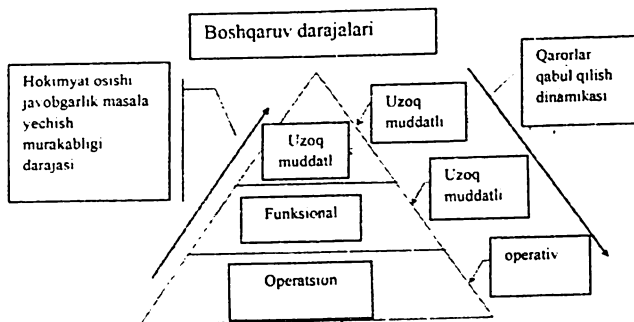 Boshqaruv darajalari
Hokimyat osishi
javobgarlik masala
yechish
murakabligi
darajasi
Qarorlar
qabul qilish
dinamikasi
Uzoq
muddatli
Uzoq
muddatl
Uzoq
muddatli
Funksional
operativ
Operatsiun